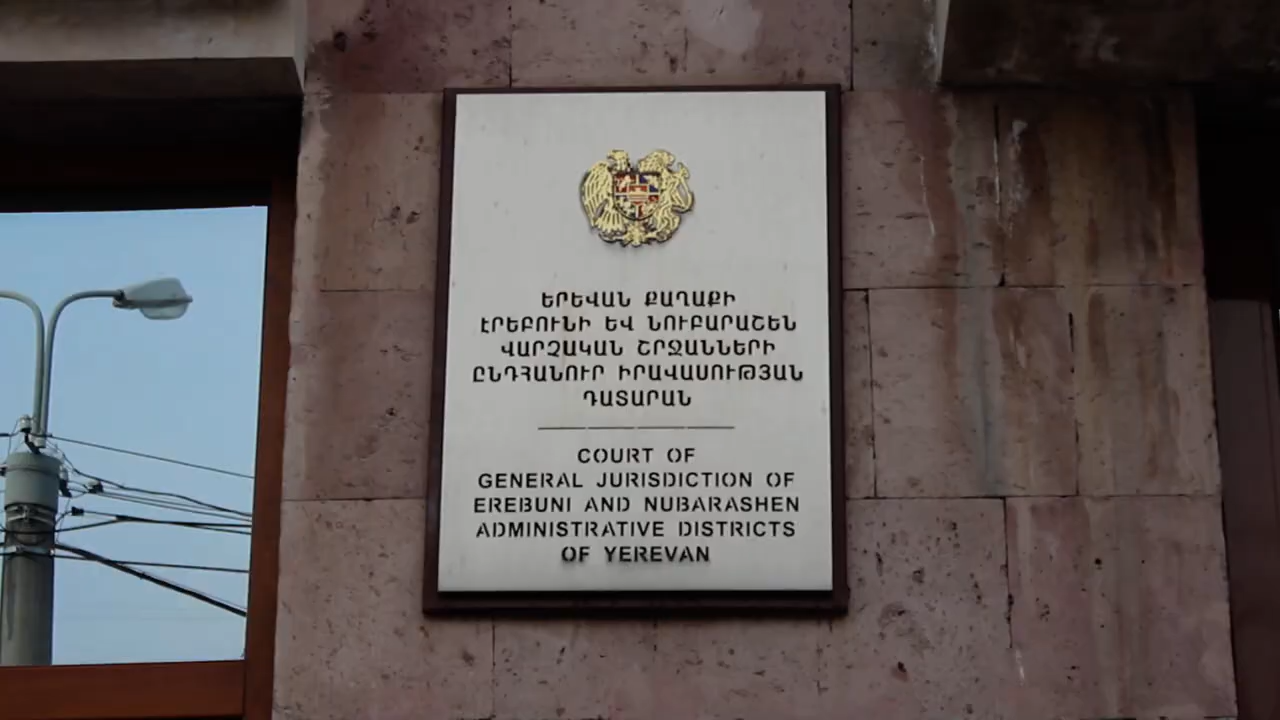 ԵՐԵՎԱՆ ՔԱՂԱՔԻ
ԷՐԵԲՈՒՆԻ ԵՎ ՆՈՒԲԱՐԱՇԵՆ
ՎԱՐՉԱԿԱՆ ՇՐՋԱՆՆԵՐԻ
ԸՆԴՀԱՆՈՒՐ ԻՐԱՎԱՍՈՒԹՅԱՆ
ԴԱՏԱՐԱՆ
COURT OF
GENERAL JURISDICTION OF
EREBUNI AND NUBARASHEN
ADMINISTRATIVE DISTRICTS
OF YEREVAN